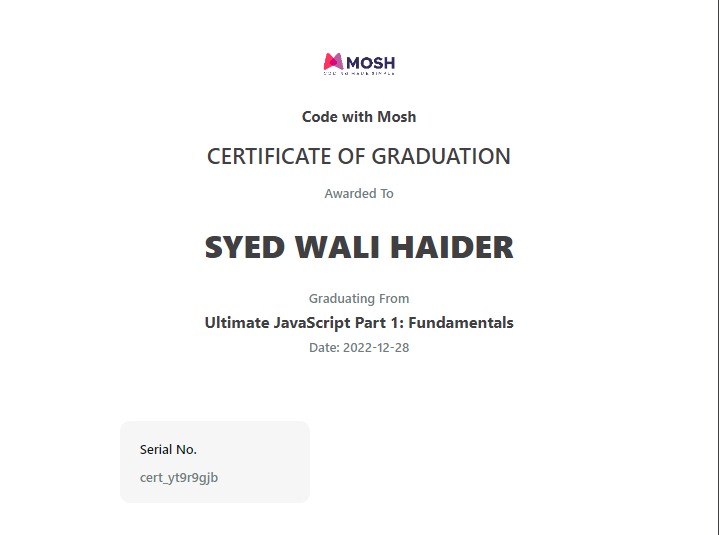 MOSH
CODING MADE SIMPLE
Code with Mosh
CERTIFICATE OF GRADUATION
Awarded To
SYED WALI HAIDER
Graduating From
Ultimate JavaScript Part 1: Fundamentals
Date: 2022-12-28
Serial No.
cert_yt9r9gjb